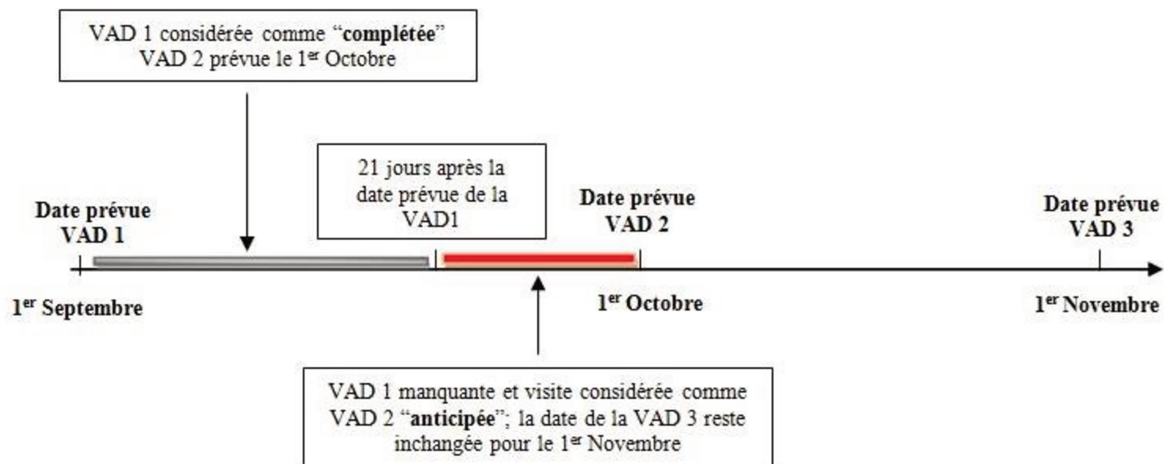 VAD 1 considérée comme “complétée”
VAD 2 prévue le 1er Octobre
21 jours après la
date prévue de la
VAD1
Date prévue
VAD 1
Date prévue
VAD 2
Date prévue
VAD 3
1er Septembre
1er Octobre
1er Novembre
VAD 1 manquante et visite considérée comme
VAD 2 “anticipée”; la date de la VAD 3 reste
inchangée pour le 1er Novembre